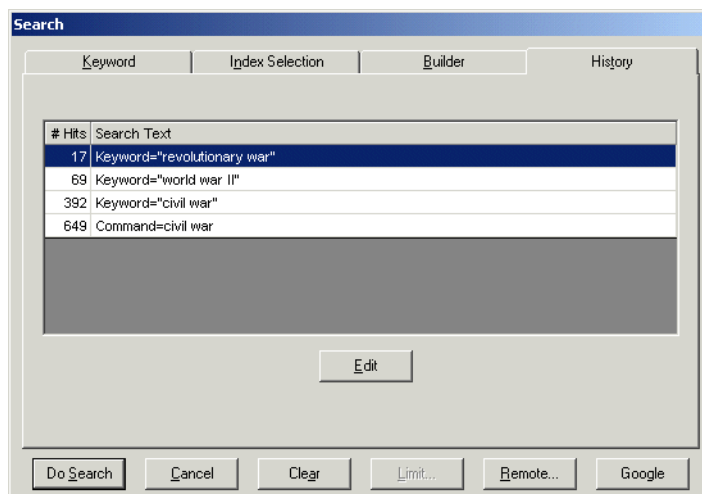 Search
Keyword Index Selection Builder History
# Hits Search Text
17 Keyword="revolutionary war"
69 Keyword="world war II"
392 Keyword="civil war"
649 Command=civil war
Edit
Do Search Cancel Clear Limit... Remote... Google